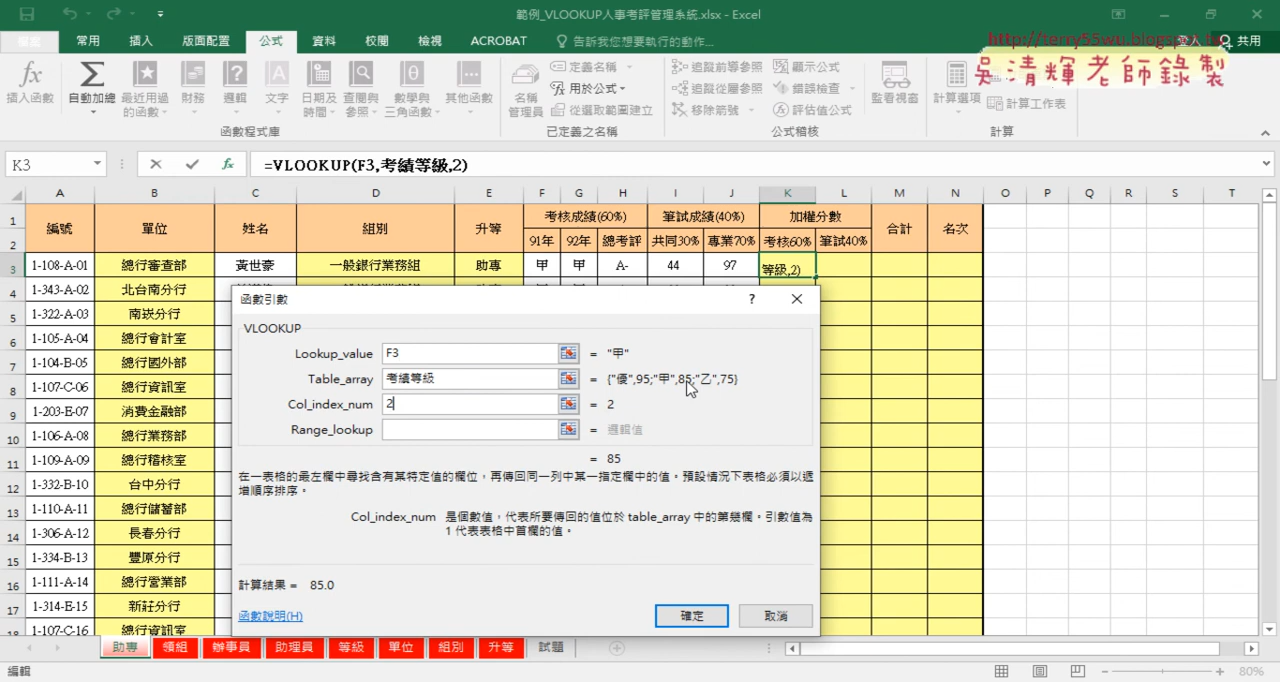 範例_VLOOKUP人事考評管理系統.xlsx - Excel
常用 插入 版面配置 公式 資料 校閱 檢視 ACROBAT 告訴我您想要執行的動作... 登入 共用
http://terry55wu.blogspot.tw
吳清輝老師錄製
插入函數 自動加總 最近用過的函數 財務 邏輯 文字 日期及時間 查閱與參照 數學與三角函數 其他函數
函數程式庫
名稱管理員 定義名稱 用於公式 從選取範圍建立
已定義之名稱
追蹤前導參照 追蹤從屬參照 移除箭號 顯示公式 錯誤檢查 評估值公式
公式稽核
監看視窗
計算選項 計算工作表
計算
K3 fx =VLOOKUP(F3,考績等級,2)
A B C D E F G H I J K L M N O P Q R S T
1 編號 單位 姓名 組別 升等 考核成績(60%) 筆試成績(40%) 加權分數 合計 名次
2 91年 92年 總考評 共同30% 專業70% 考核60% 筆試40%
3 1-108-A-01 總行審查部 黃世豪 一般銀行業務組 助專 甲 甲 A- 44 97 等級,2)
4 1-343-A-02 北台南分行
5 1-322-A-03 南崁分行
6 1-105-A-04 總行會計室
7 1-104-B-05 總行國外部
8 1-107-C-06 總行資訊室
9 1-203-E-07 消費金融部
10 1-106-A-08 總行業務部
11 1-109-A-09 總行稽核室
12 1-332-B-10 台中分行
13 1-110-A-11 總行儲蓄部
14 1-306-A-12 長春分行
15 1-334-B-13 豐原分行
16 1-111-A-14 總行營業部
17 1-314-E-15 新莊分行
18 1-107-C-16 總行資訊室
函數引數 ?
VLOOKUP
Lookup_value F3 = "甲"
Table_array 考績等級 = {"優",95;"甲",85;"乙",75}
Col_index_num 2 = 2
Range_lookup = 邏輯值
= 85
在一表格的最左欄中尋找含有某特定值的欄位，再傳回同一列中某一指定欄中的值。預設情況下表格必須以遞
增順序排序。
Col_index_num 是個數值，代表所要傳回的值位於 table_array 中的第幾欄。引數值為
1 代表表格中首欄的值。
計算結果 = 85.0
函數說明(H) 確定 取消
助專 領組 辦事員 助理員 等級 單位 組別 升等 試題
編輯 80%